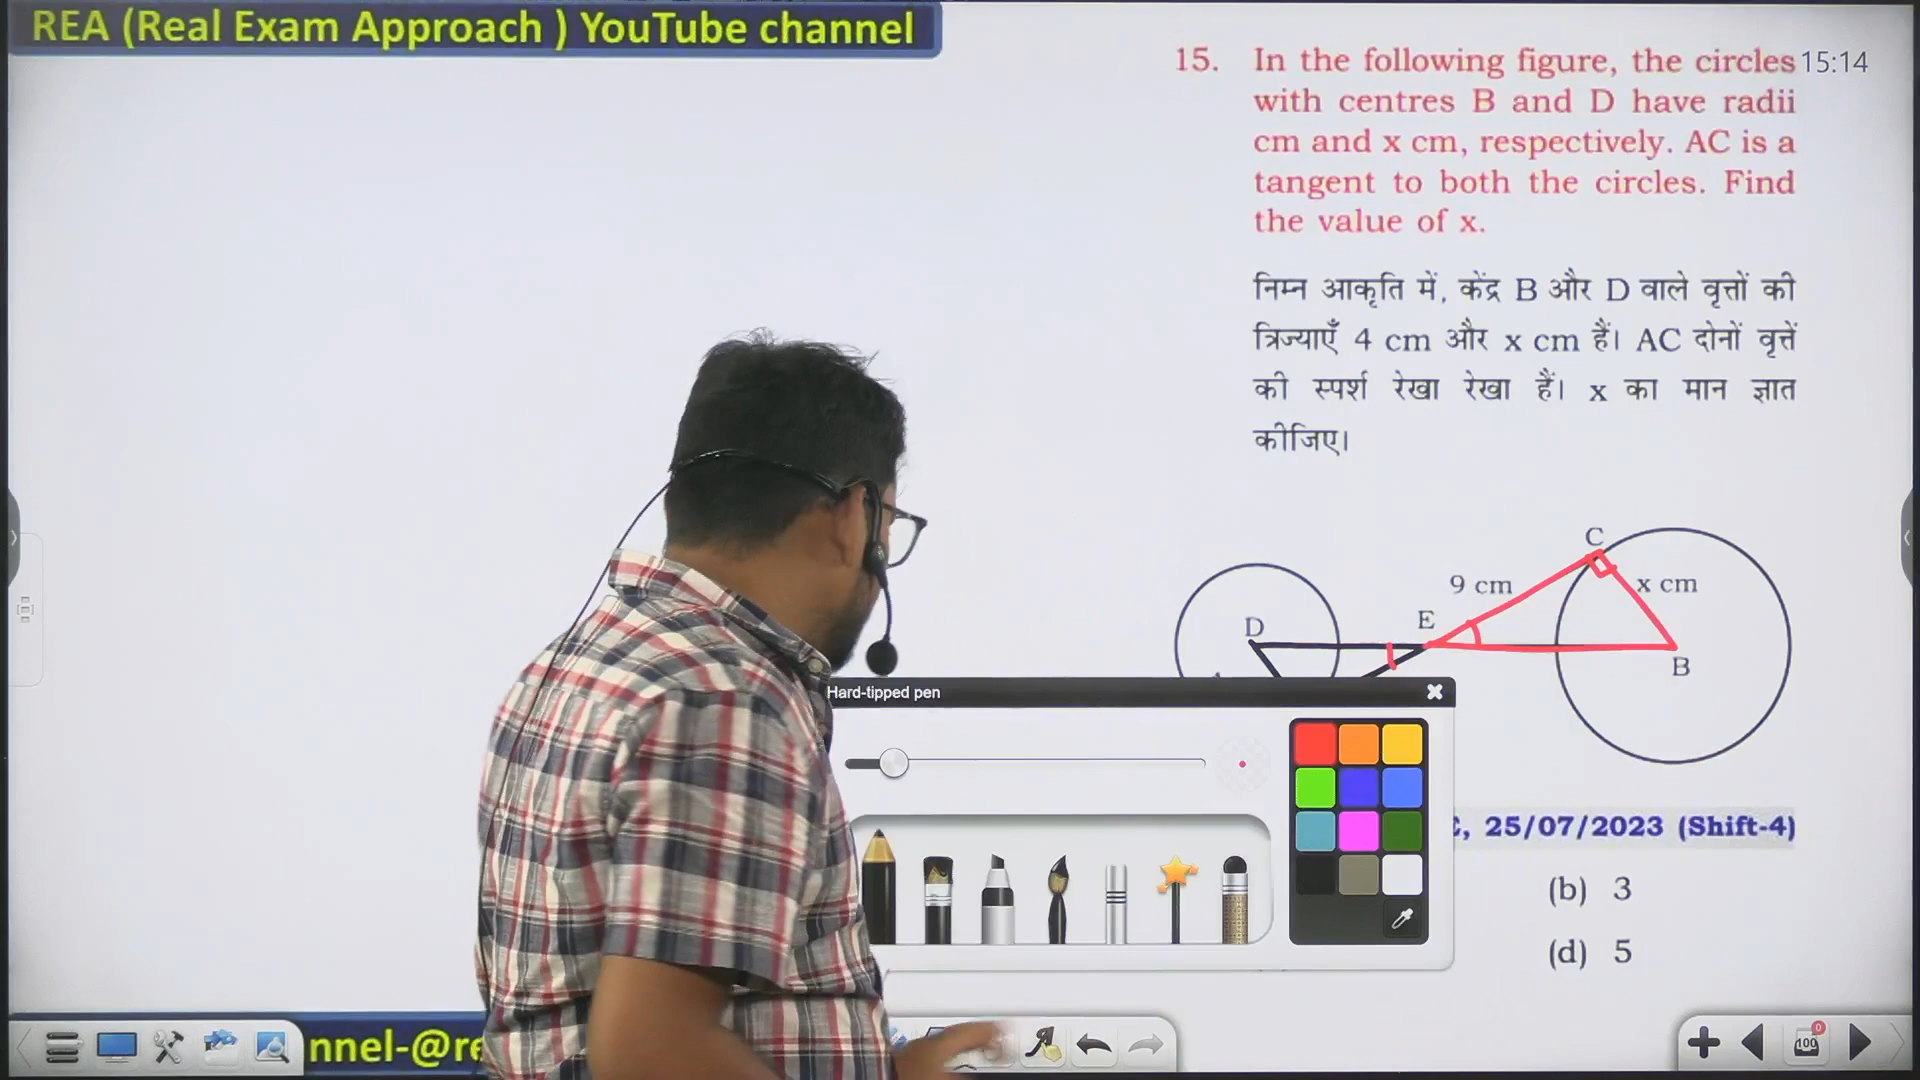 REA (Real Exam Approach ) YouTube channel
15. In the following figure, the circles
15:14
with centres B and D have radii
cm and x cm, respectively. AC is a
tangent to both the circles. Find
the value of x.
निम्न आकृति में, केंद्र B और D वाले वृत्तों की
त्रिज्याएँ 4 cm और x cm हैं। AC दोनों वृत्तें
की स्पर्श रेखा रेखा हैं। x का मान ज्ञात
कीजिए।
C
9 cm
x cm
E
D
B
Hard-tipped pen
25/07/2023 (Shift-4)
(b) 3
(d) 5
0
100